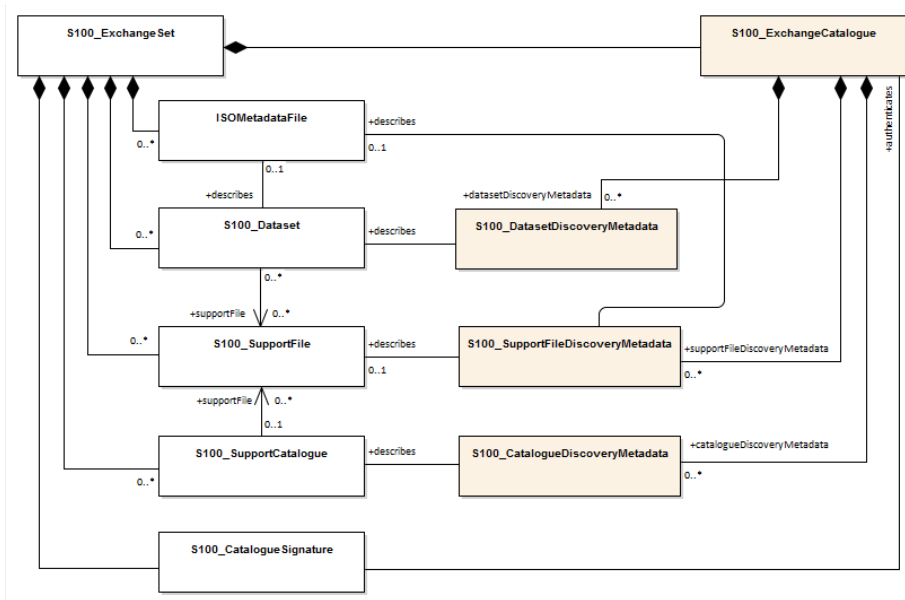 S100_ExchangeSet
S100_ExchangeCatalogue
+authenticates
ISOMetadataFile
+describes
0..*
0..1
0..1
+describes
+datasetDiscoveryMetadata
0..*
S100_Dataset
S100_DatasetDiscoveryMetadata
+describes
0..*
0..*
+supportFile
0..*
S100_SupportFile
S100_SupportFileDiscoveryMetadata
+describes
+supportFileDiscoveryMetadata
0..*
0..1
0..*
+supportFile
0..*
0..1
S100_SupportCatalogue
S100_CatalogueDiscoveryMetadata
+describes
+catalogueDiscoveryMetadata
0..*
0..*
S100_CatalogueSignature